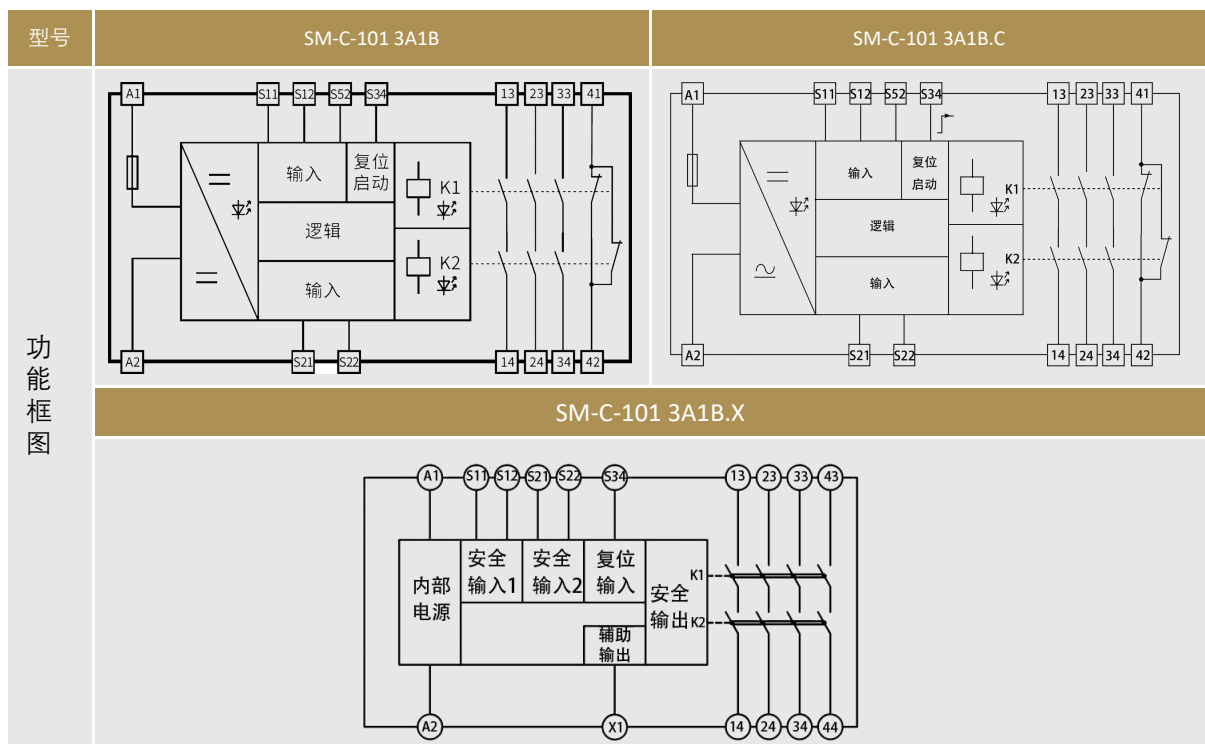 型号
SM-C-101 3A1B
SM-C-101 3A1B.C
功能框图
A1 S11 S12 S52 S34 13 23 33 41
输入
复位
启动
K1
逻辑
K2
输入
A2 S21 S22 14 24 34 42
A1 S11 S12 S52 S34 13 23 33 41
输入
复位
启动
K1
逻辑
K2
输入
A2 S21 S22 14 24 34 42
SM-C-101 3A1B.X
A1 S11 S12 S21 S22 S34 13 23 33 43
内部
电源
安全
输入1
安全
输入2
复位
输入
安全
输出
K1
K2
辅助
输出
A2 X1 14 24 34 44